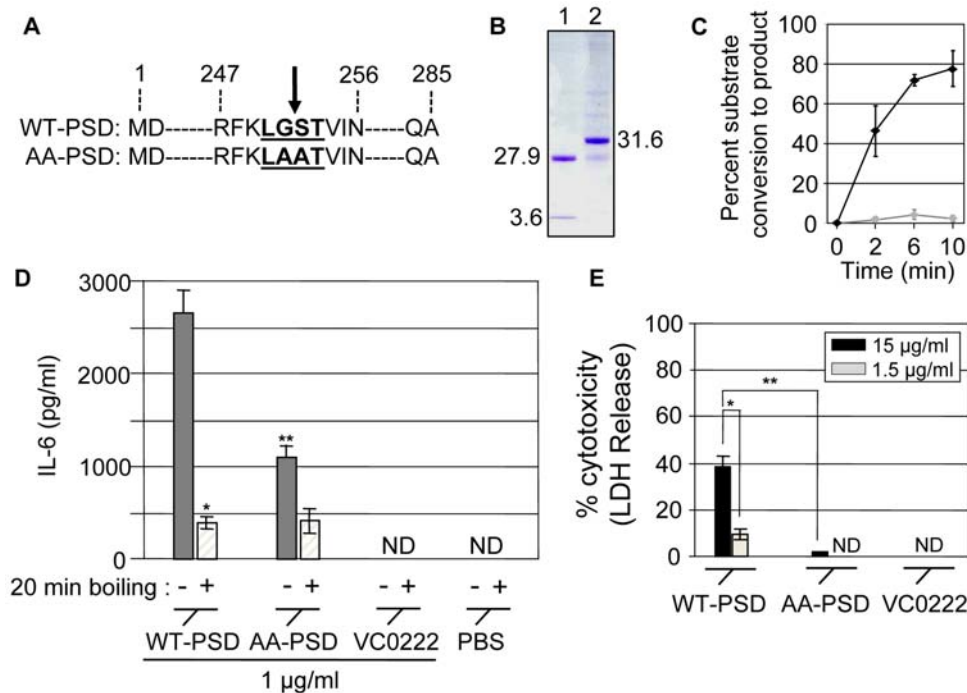 A
1 247 256 285
WT-PSD: MD------RFKLGSTVIN-----QA
AA-PSD: MD------RFKLAATVIN-----QA
B
1 2
27.9
31.6
3.6
C
Percent substrate
conversion to product
100
80
60
40
20
0
0 2 6 10
Time (min)
D
IL-6 (pg/ml)
3000
2000
1000
0
*
**
ND ND
20 min boiling : - + - + - + - +
WT-PSD AA-PSD VC0222 PBS
1 µg/ml
E
% cytotoxicity
(LDH Release)
100
80
60
40
20
0
15 µg/ml
1.5 µg/ml
**
*
ND ND
WT-PSD AA-PSD VC0222